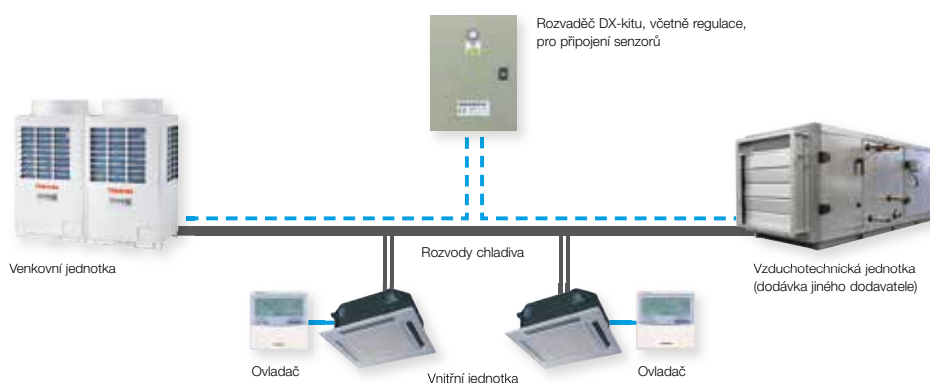 Rozvaděč DX-kitu, včetně regulace,
pro připojení senzorů
Venkovní jednotka
Rozvody chladiva
Vzduchotechnická jednotka
(dodávka jiného dodavatele)
Ovladač
Vnitřní jednotka
Ovladač